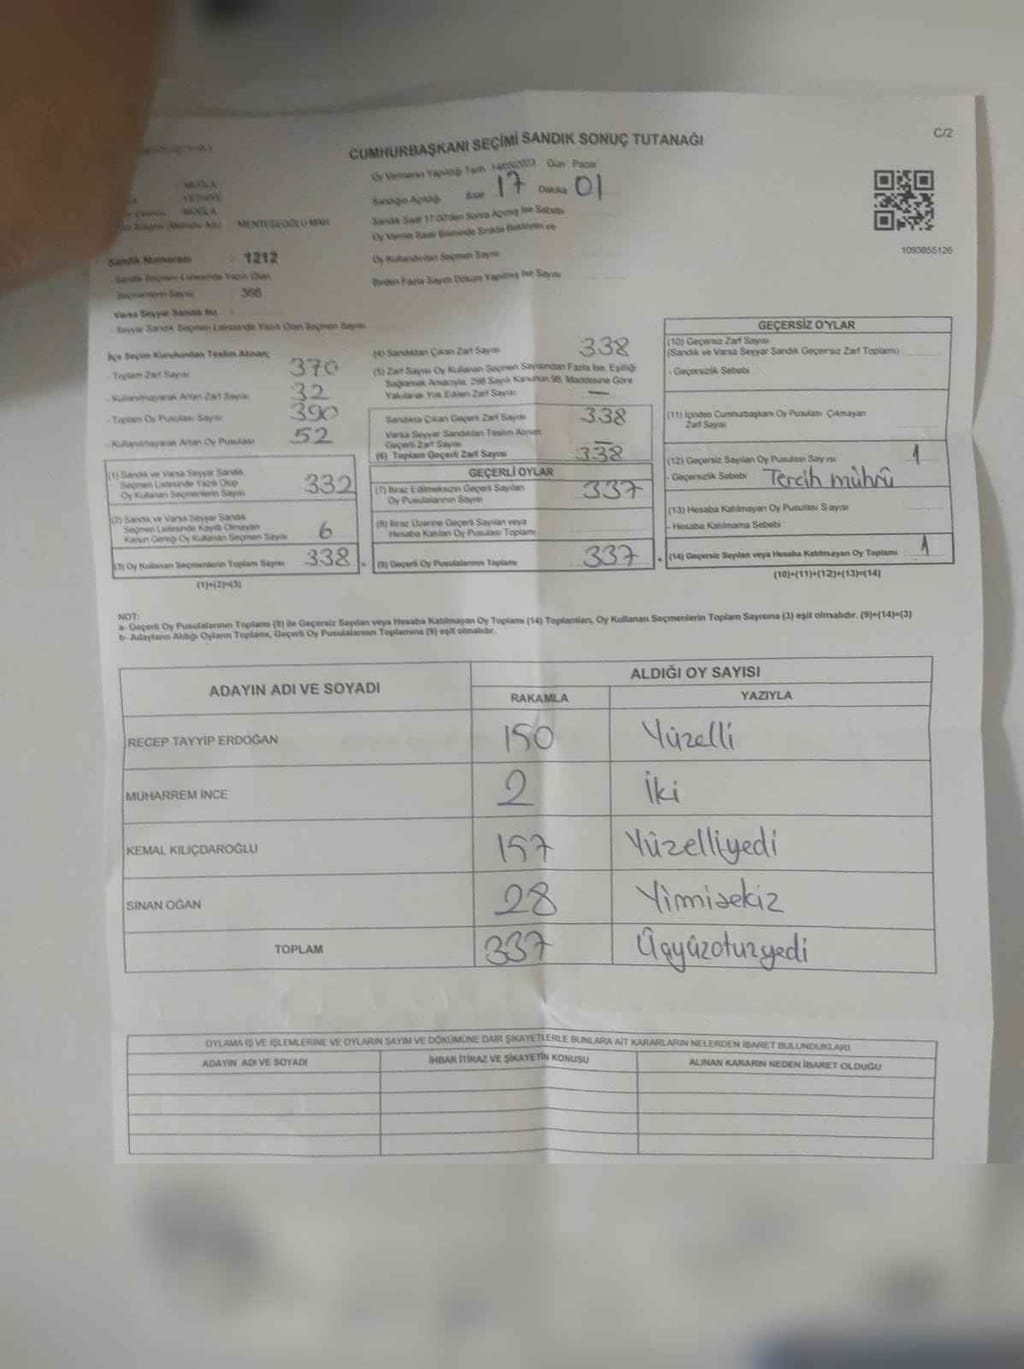 C/2
CUMHURBAŞKANI SEÇİMİ SANDIK SONUÇ TUTANAĞI
Oy Vermenin Yapıldığı Tarih 14/05/2023 Gün Pazar
MUĞLA
Sandığın Açıldığı Saat 17 Dakika 01
MUĞLA
MENTEŞEOĞLU MAH.
Sandık Saat 17:00'den Sonra Açılmış İse Sebebi
Oy Verme Saati Bitiminde Sırada Bekleyen ve
Oy Kullandırılan Seçmen Sayısı
1093855126
Sandık Numarası 1212
Sandık Seçmen Listesinde Yazılı Olan
Seçmenlerin Sayısı 366
Birden Fazla Sayım Döküm Yapılmış İse Sayısı
Varsa Seyyar Sandık No
Seyyar Sandık Seçmen Listesinde Yazılı Olan Seçmen Sayısı
İlçe Seçim Kurulundan Teslim Alınan;
- Toplam Zarf Sayısı 370
- Kullanılmayarak Artan Zarf Sayısı 32
- Toplam Oy Pusulası Sayısı 390
- Kullanılmayarak Artan Oy Pusulası 52
(1) Sandık ve Varsa Seyyar Sandık
Seçmen Listesinde Yazılı Olup
Oy Kullanan Seçmenlerin Sayısı 332
(2) Sandık ve Varsa Seyyar Sandık
Seçmen Listesinde Kayıtlı Olmayan
Kanun Gereği Oy Kullanan Seçmen Sayısı 6
(3) Oy Kullanan Seçmenlerin Toplam Sayısı 338
(1)+(2)=(3)
(4) Sandıktan Çıkan Zarf Sayısı 338
(5) Zarf Sayısı Oy Kullanan Seçmen Sayısından Fazla İse, Eşitliği
Sağlamak Amacıyla, 298 Sayılı Kanunun 98. Maddesine Göre
Yakılarak Yok Edilen Zarf Sayısı —
Sandıkta Çıkan Geçerli Zarf Sayısı 338
Varsa Seyyar Sandıktan Teslim Alınan
Geçerli Zarf Sayısı —
(6) Toplam Geçerli Zarf Sayısı 338
GEÇERLİ OYLAR
(7) İtiraz Edilmeksizin Geçerli Sayılan
Oy Pusulalarının Sayısı 337
(8) İtiraz Üzerine Geçerli Sayılan veya
Hesaba Katılan Oy Pusulası Toplamı
(9) Geçerli Oy Pusulalarının Toplamı 337
GEÇERSİZ OYLAR
(10) Geçersiz Zarf Sayısı
(Sandık ve Varsa Seyyar Sandık Geçersiz Zarf Toplamı)
- Geçersizlik Sebebi :
(11) İçinden Cumhurbaşkanı Oy Pusulası Çıkmayan
Zarf Sayısı
(12) Geçersiz Sayılan Oy Pusulası Sayısı 1
- Geçersizlik Sebebi Tercih mührü
(13) Hesaba Katılmayan Oy Pusulası Sayısı
- Hesaba Katılmama Sebebi :
(14) Geçersiz Sayılan veya Hesaba Katılmayan Oy Toplamı 1
(10)+(11)+(12)+(13)=(14)
NOT:
a- Geçerli Oy Pusulalarının Toplamı (9) ile Geçersiz Sayılan veya Hesaba Katılmayan Oy Toplamı (14) Toplamları, Oy Kullanan Seçmenlerin Toplam Sayısına (3) eşit olmalıdır. (9)+(14)=(3)
b- Adayların Aldığı Oyların Toplamı, Geçerli Oy Pusulalarının Toplamına (9) eşit olmalıdır.
ADAYIN ADI VE SOYADI
ALDIĞI OY SAYISI
RAKAMLA YAZIYLA
RECEP TAYYİP ERDOĞAN 150 Yüzelli
MUHARREM İNCE 2 İki
KEMAL KILIÇDAROĞLU 157 Yüzelliyedi
SİNAN OĞAN 28 Yirmisekiz
TOPLAM 337 Üçyüzotuzyedi
OYLAMA İŞ VE İŞLEMLERİNE VE OYLARIN SAYIM VE DÖKÜMÜNE DAİR ŞİKAYETLERLE BUNLARA AİT KARARLARIN NELERDEN İBARET BULUNDUKLARI
ADAYIN ADI VE SOYADI İHBAR İTİRAZ VE ŞİKAYETİN KONUSU ALINAN KARARIN NEDEN İBARET OLDUĞU